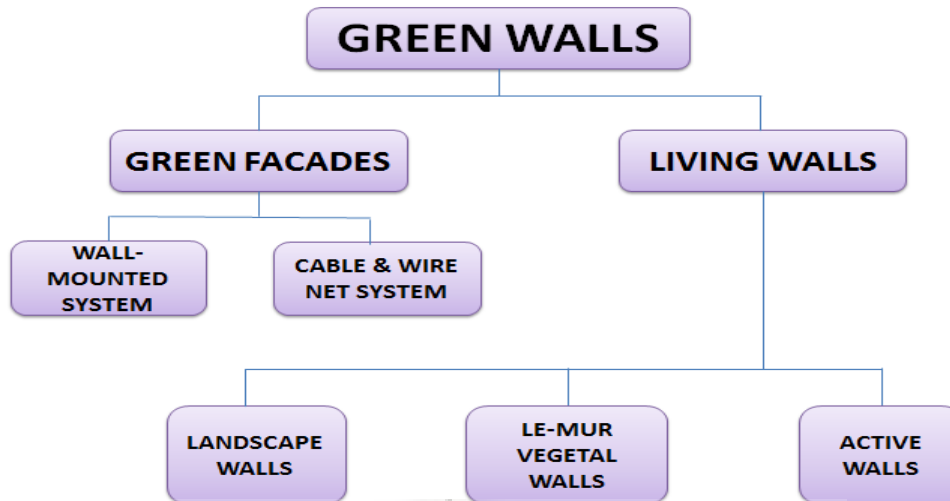 GREEN WALLS
GREEN FACADES
LIVING WALLS
WALL-
MOUNTED
SYSTEM
CABLE & WIRE
NET SYSTEM
LANDSCAPE
WALLS
LE-MUR
VEGETAL
WALLS
ACTIVE
WALLS